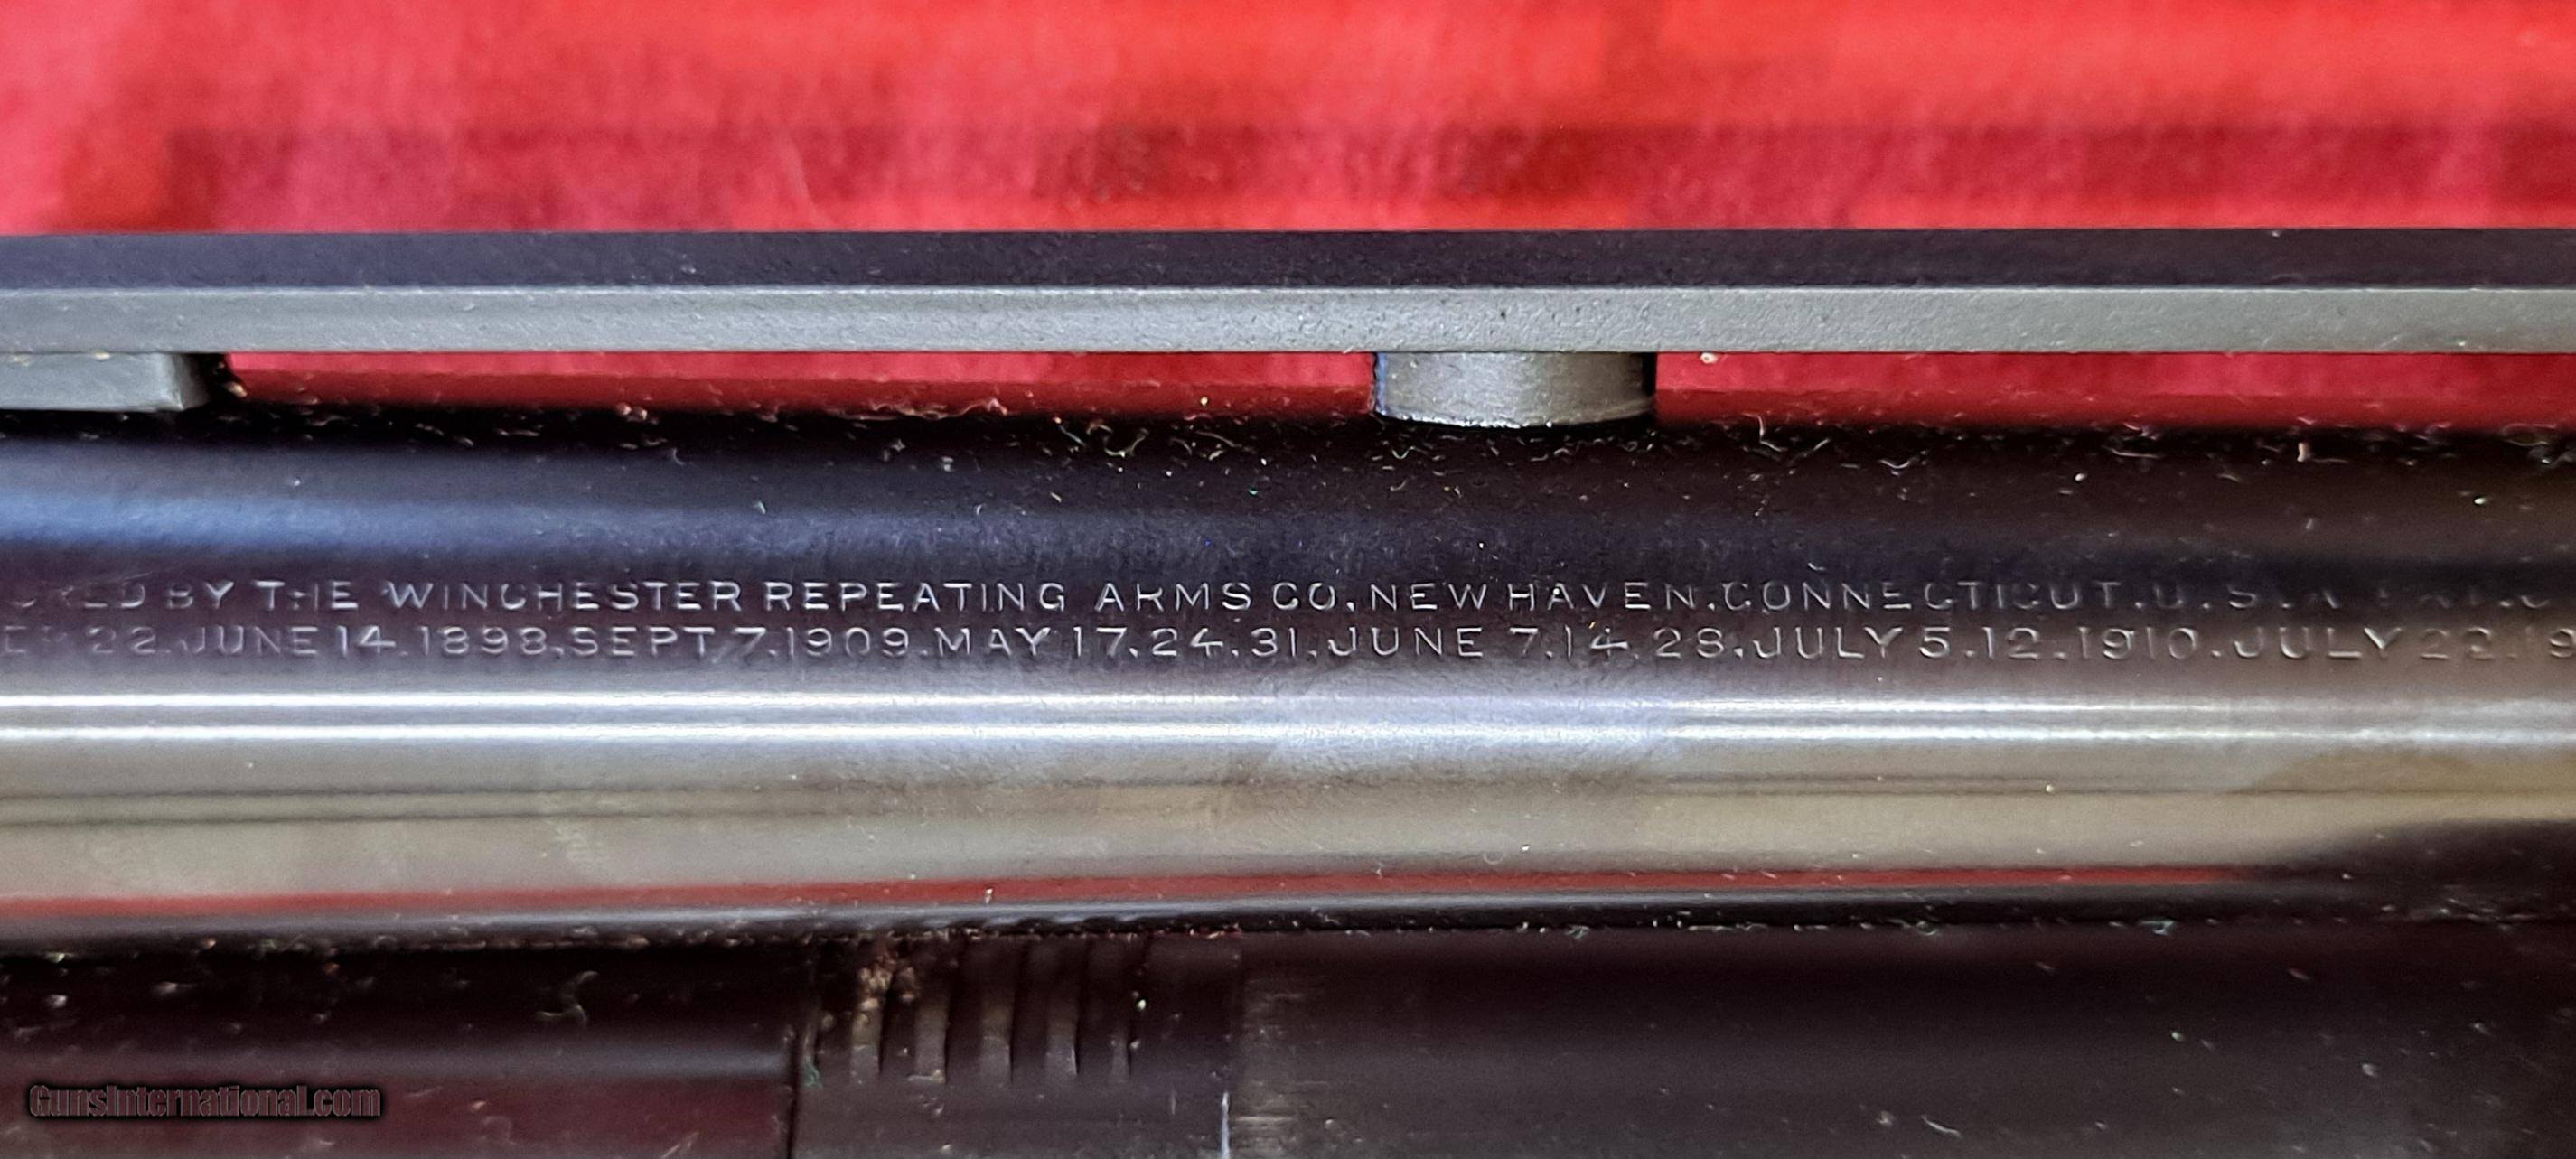 BY THE WINCHESTER REPEATING ARMS CO. NEW HAVEN. CONNECTICUT. U. S.
22. JUNE 14. 1898. SEPT. 7. 1909. MAY 17. 24. 31. JUNE 7. 14. 28. JULY 5. 12. 1910. JULY 22. 19
GunsInternational.com